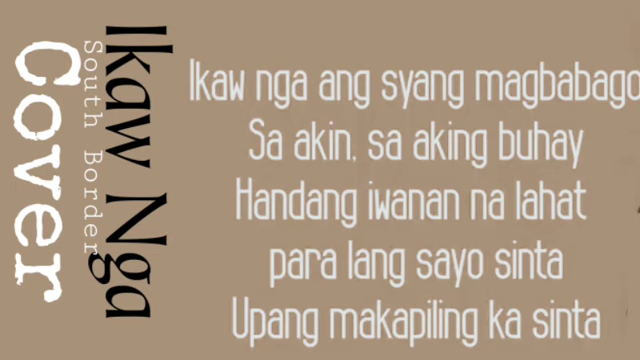 Ikaw Nga
South Border
Cover
Ikaw nga ang syang magbabago
Sa akin, sa aking buhay
Handang iwanan na lahat
para lang sayo sinta
Upang makapiling ka sinta